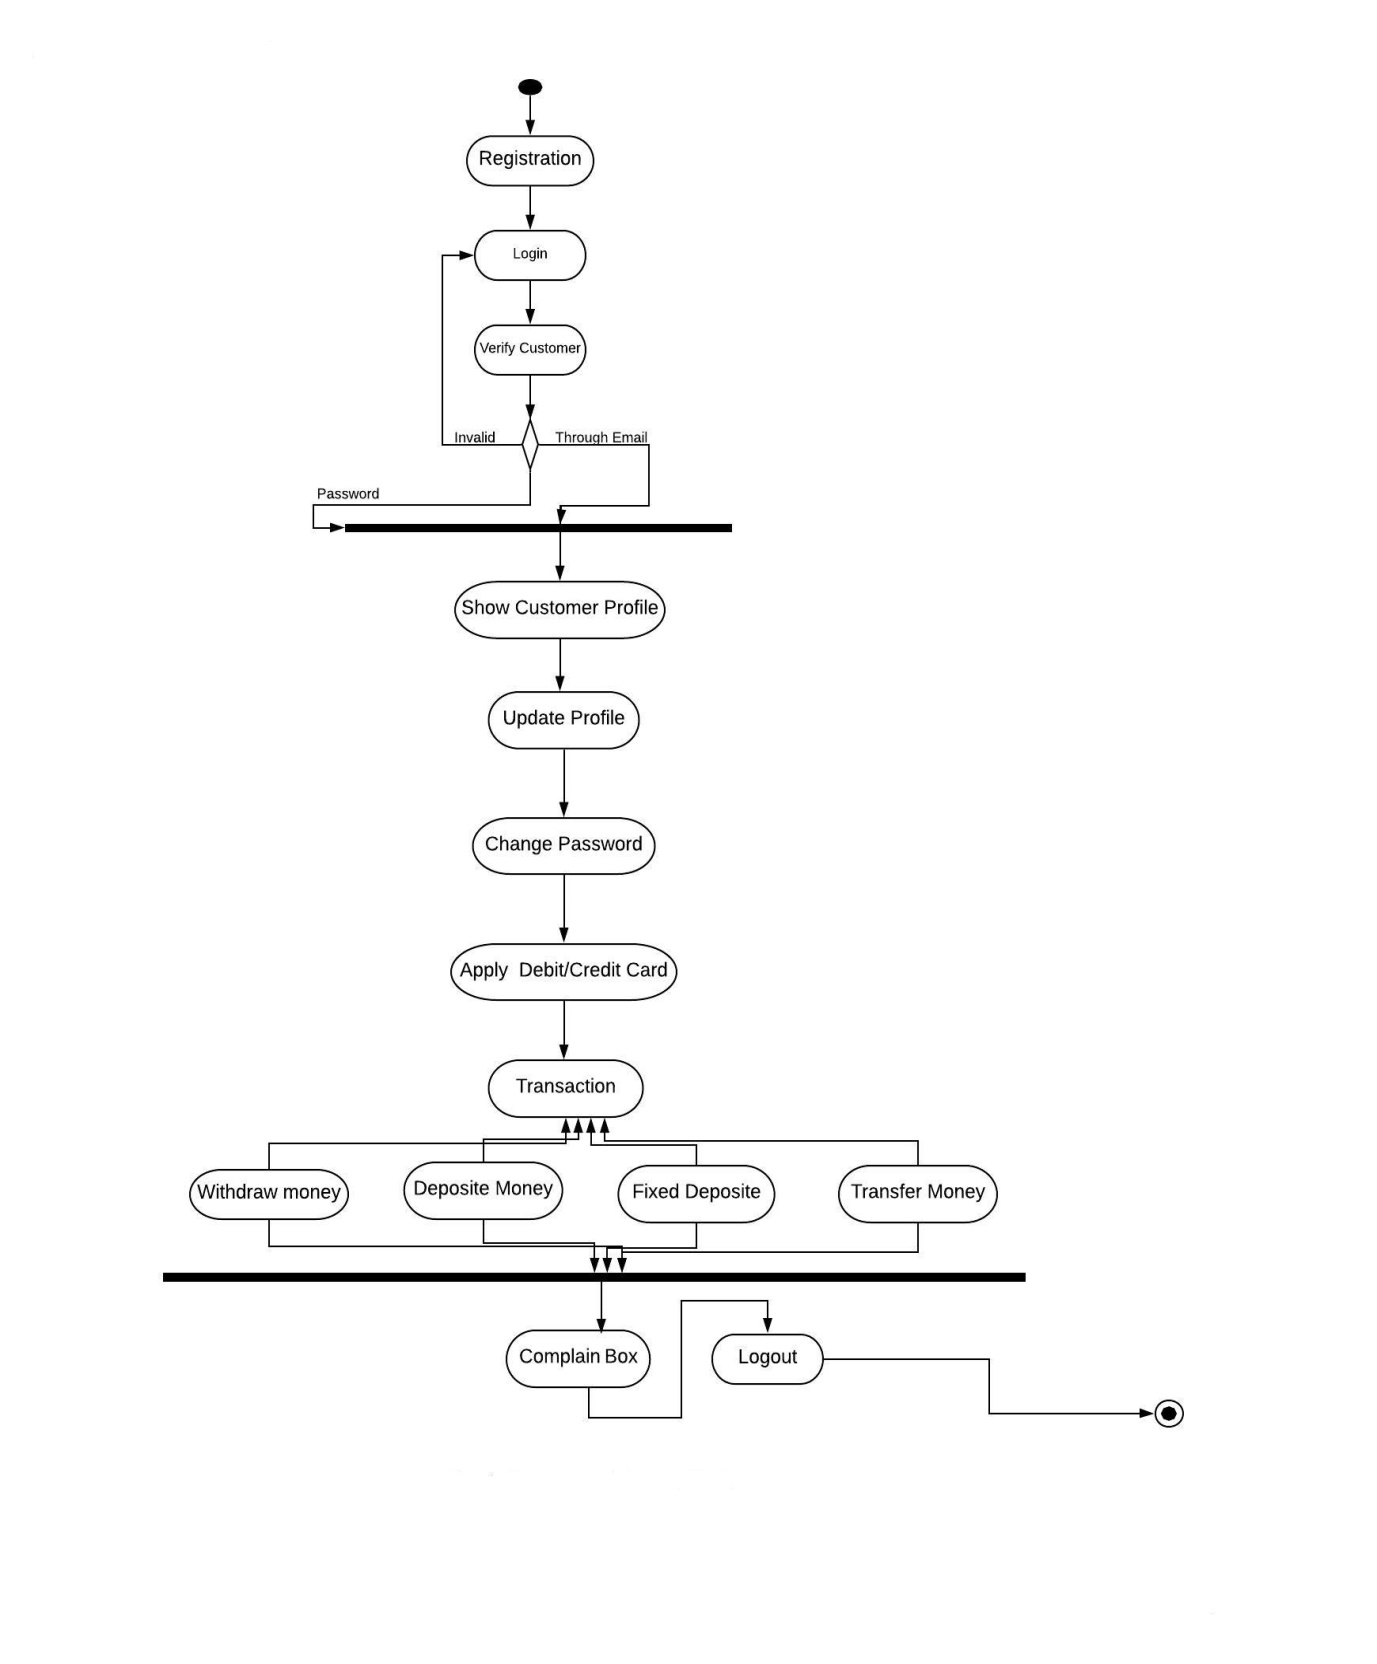 Registration
Login
Verify Customer
Invalid
Through Email
Password
Show Customer Profile
Update Profile
Change Password
Apply  Debit/Credit Card
Transaction
Withdraw money
Deposite Money
Fixed Deposite
Transfer Money
Complain Box
Logout